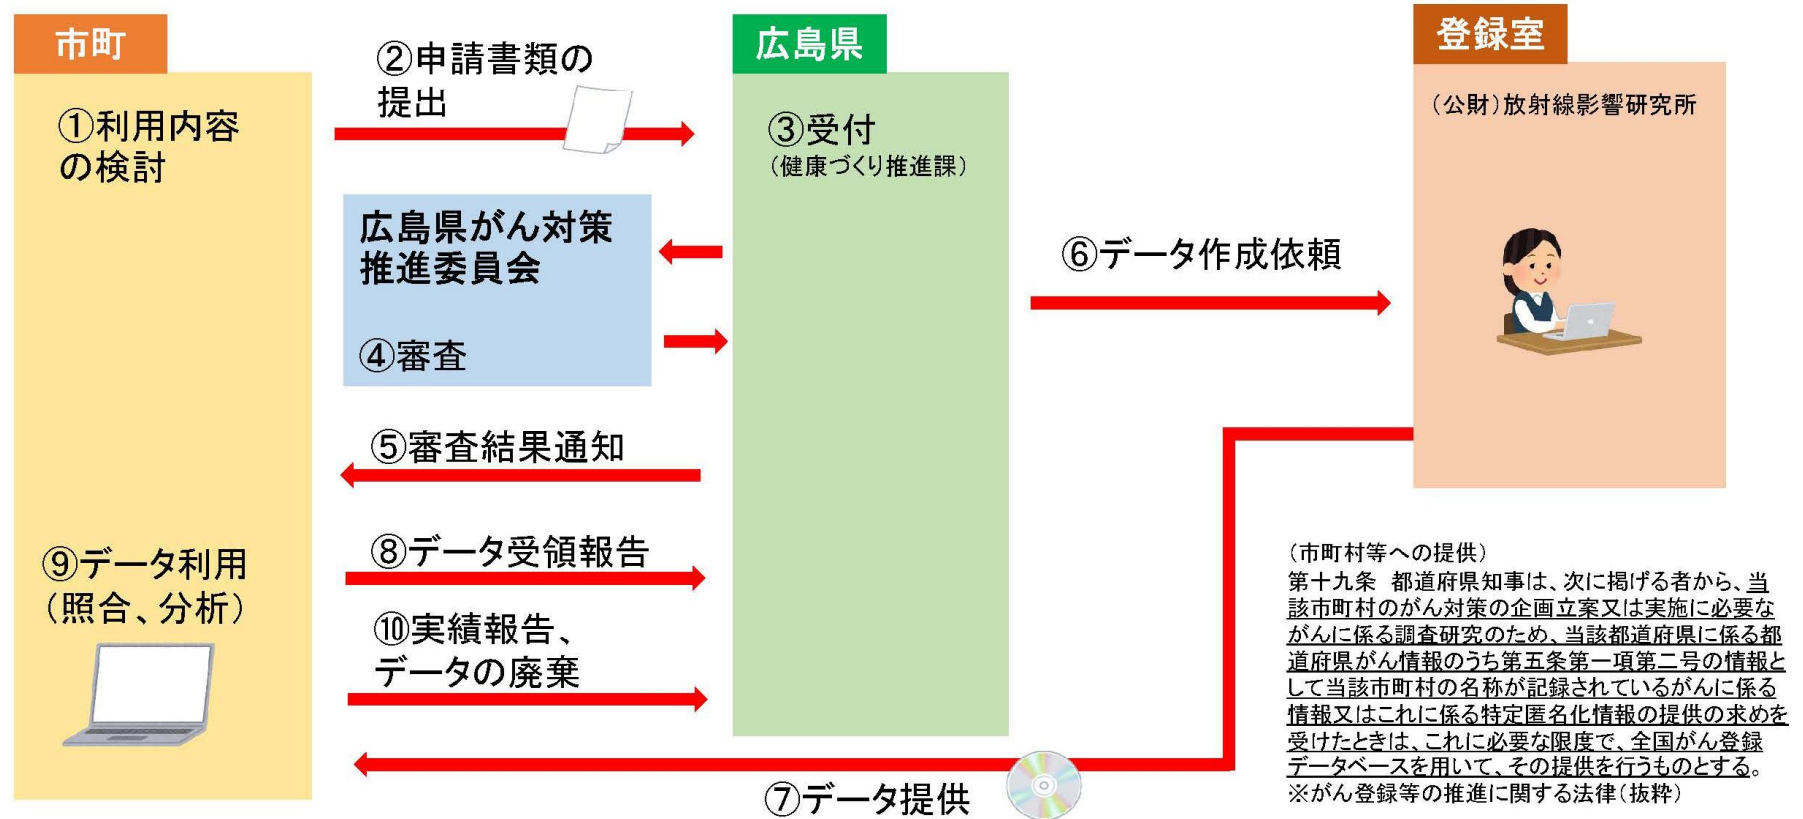 市町
①利用内容
の検討
②申請書類の
提出
広島県
③受付
(健康づくり推進課)
広島県がん対策
推進委員会
④審査
⑤審査結果通知
⑥データ作成依頼
登録室
(公財)放射線影響研究所
⑧データ受領報告
⑨データ利用
(照合、分析)
⑩実績報告、
データの廃棄
⑦データ提供
(市町村等への提供)
第十九条 都道府県知事は、次に掲げる者から、当
該市町村のがん対策の企画立案又は実施に必要な
がんに係る調査研究のため、当該都道府県に係る都
道府県がん情報のうち第五条第一項第二号の情報と
して当該市町村の名称が記録されているがんに係る
情報又はこれに係る特定匿名化情報の提供の求めを
受けたときは、これに必要な限度で、全国がん登録
データベースを用いて、その提供を行うものとする。
※がん登録等の推進に関する法律(抜粋)